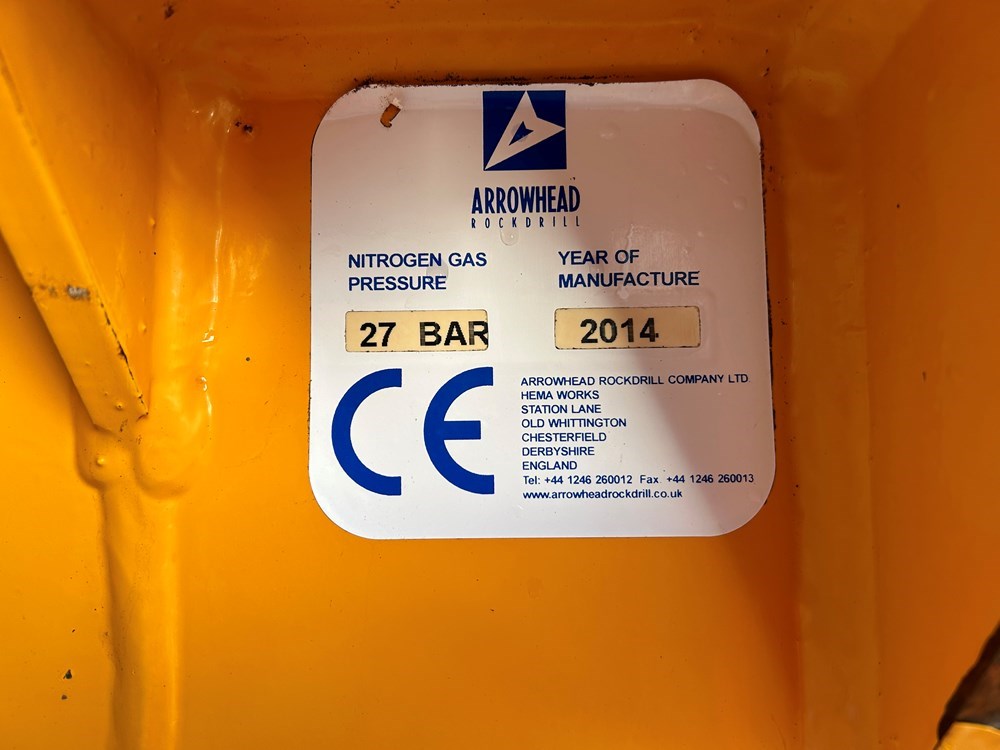 ARROWHEAD
ROCKDRILL
NITROGEN GAS
PRESSURE
YEAR OF
MANUFACTURE
27 BAR
2014
CE
ARROWHEAD ROCKDRILL COMPANY LTD.
HEMA WORKS
STATION LANE
OLD WHITTINGTON
CHESTERFIELD
DERBYSHIRE
ENGLAND
Tel: +44 1246 260012 Fax. +44 1246 260013
www.arrowheadrockdrill.co.uk